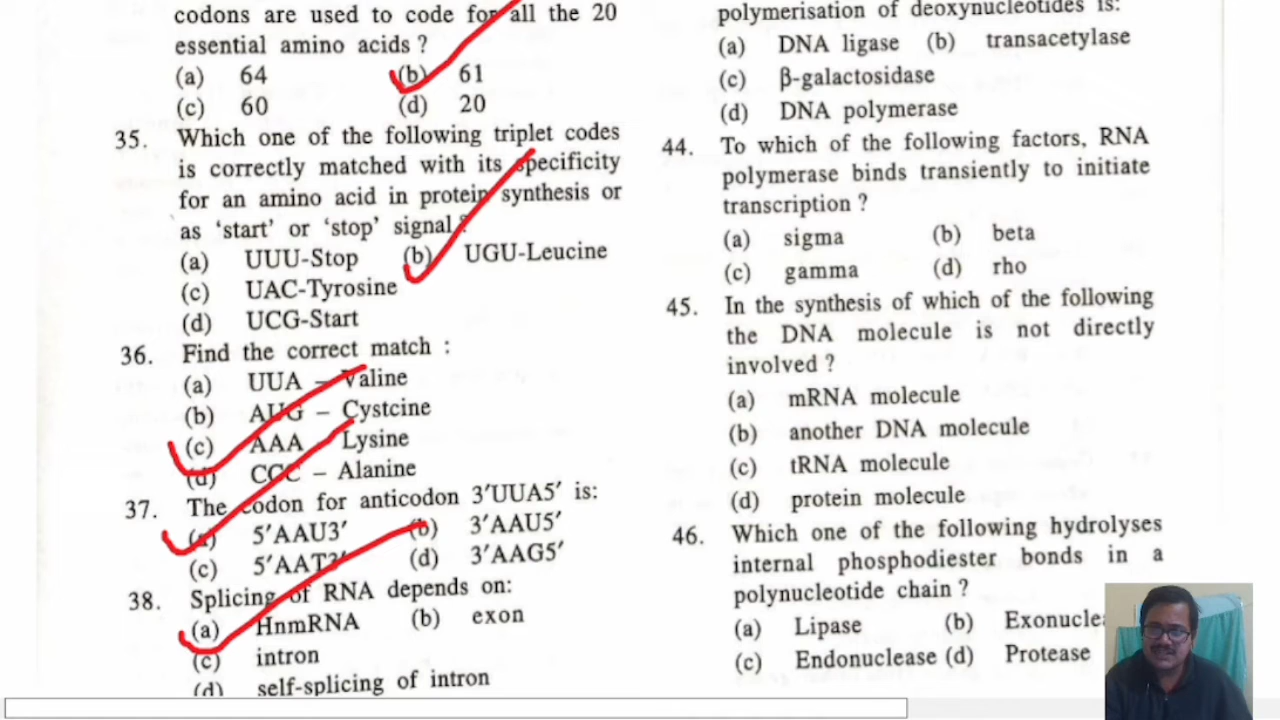 codons are used to code for all the 20
essential amino acids ?
(a) 64 (b) 61
(c) 60 (d) 20
35. Which one of the following triplet codes
is correctly matched with its specificity
for an amino acid in protein synthesis or
as ‘start’ or ‘stop’ signal ?
(a) UUU-Stop (b) UGU-Leucine
(c) UAC-Tyrosine
(d) UCG-Start
36. Find the correct match :
(a) UUA – Valine
(b) AUG – Cystcine
(c) AAA – Lysine
(d) CCC – Alanine
37. The codon for anticodon 3′UUA5′ is:
(a) 5′AAU3′ (b) 3′AAU5′
(c) 5′AAT3′ (d) 3′AAG5′
38. Splicing of RNA depends on:
(a) HnmRNA (b) exon
(c) intron
(d) self-splicing of intron
polymerisation of deoxynucleotides is:
(a) DNA ligase (b) transacetylase
(c) β-galactosidase
(d) DNA polymerase
44. To which of the following factors, RNA
polymerase binds transiently to initiate
transcription ?
(a) sigma (b) beta
(c) gamma (d) rho
45. In the synthesis of which of the following
the DNA molecule is not directly
involved ?
(a) mRNA molecule
(b) another DNA molecule
(c) tRNA molecule
(d) protein molecule
46. Which one of the following hydrolyses
internal phosphodiester bonds in a
polynucleotide chain ?
(a) Lipase (b) Exonucle
(c) Endonuclease (d) Protease